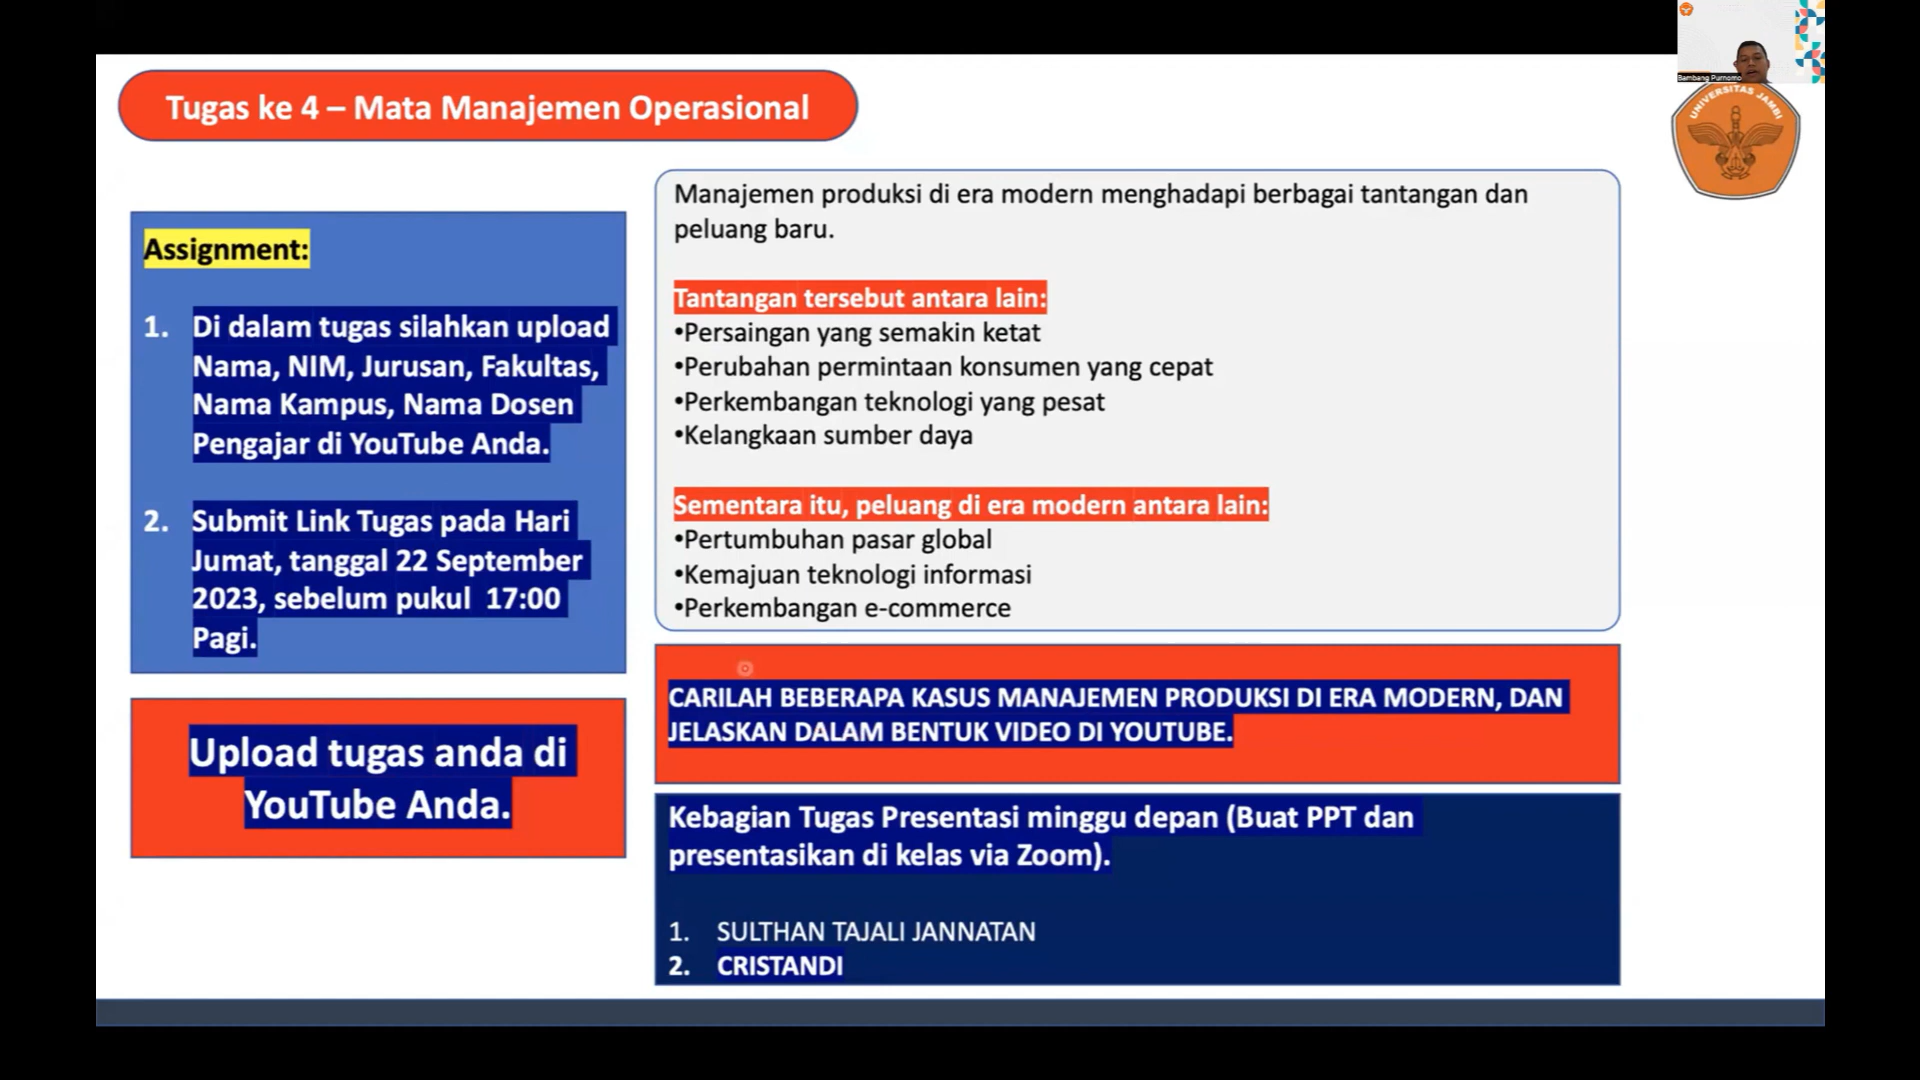 Bambang Purnomo
UNIVERSITAS JAMBI
Tugas ke 4 – Mata Manajemen Operasional
Assignment:
1. Di dalam tugas silahkan upload
Nama, NIM, Jurusan, Fakultas,
Nama Kampus, Nama Dosen
Pengajar di YouTube Anda.
2. Submit Link Tugas pada Hari
Jumat, tanggal 22 September
2023, sebelum pukul 17:00
Pagi.
Upload tugas anda di
YouTube Anda.
Manajemen produksi di era modern menghadapi berbagai tantangan dan
peluang baru.
Tantangan tersebut antara lain:
•Persaingan yang semakin ketat
•Perubahan permintaan konsumen yang cepat
•Perkembangan teknologi yang pesat
•Kelangkaan sumber daya
Sementara itu, peluang di era modern antara lain:
•Pertumbuhan pasar global
•Kemajuan teknologi informasi
•Perkembangan e-commerce
CARILAH BEBERAPA KASUS MANAJEMEN PRODUKSI DI ERA MODERN, DAN
JELASKAN DALAM BENTUK VIDEO DI YOUTUBE.
Kebagian Tugas Presentasi minggu depan (Buat PPT dan
presentasikan di kelas via Zoom).
1. SULTHAN TAJALI JANNATAN
2. CRISTANDI